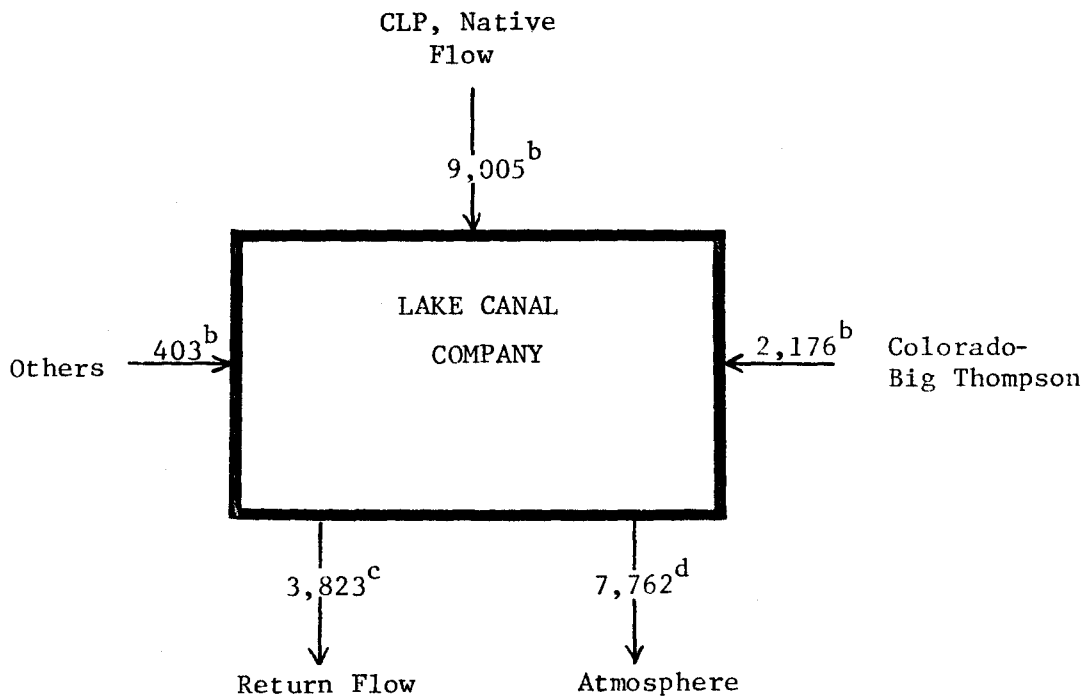 CLP, Native
Flow
9,005b
LAKE CANAL
COMPANY
Others
403b
2,176b
Colorado-
Big Thompson
3,823c
7,762d
Return Flow
Atmosphere